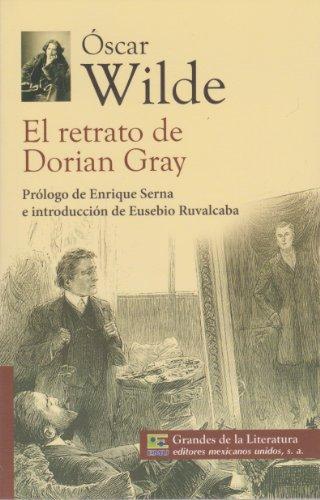 Óscar
Wilde
El retrato de
Dorian Gray
Prólogo de Enrique Serna
e introducción de Eusebio Ruvalcaba
EMU
Grandes de la Literatura
editores mexicanos unidos, s. a.